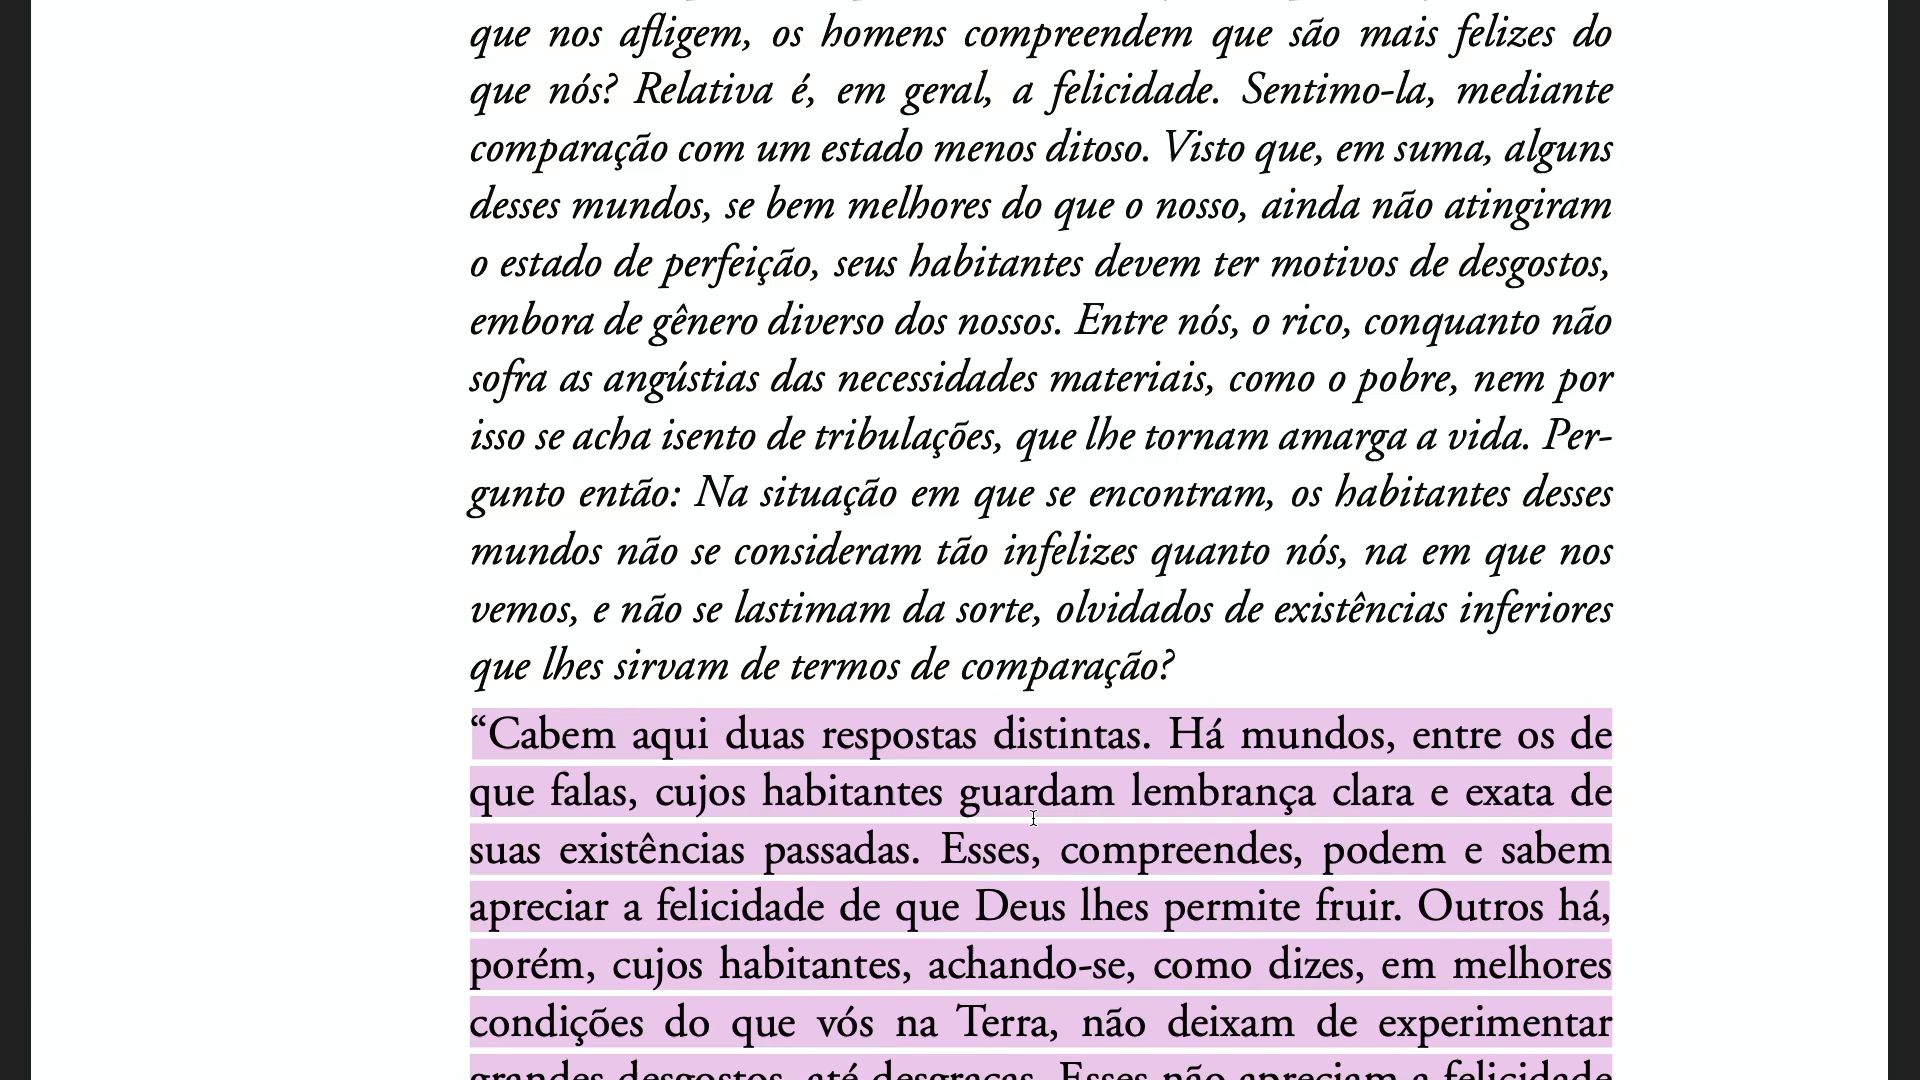 que nos afligem, os homens compreendem que são mais felizes do
que nós? Relativa é, em geral, a felicidade. Sentimo-la, mediante
comparação com um estado menos ditoso. Visto que, em suma, alguns
desses mundos, se bem melhores do que o nosso, ainda não atingiram
o estado de perfeição, seus habitantes devem ter motivos de desgostos,
embora de gênero diverso dos nossos. Entre nós, o rico, conquanto não
sofra as angústias das necessidades materiais, como o pobre, nem por
isso se acha isento de tribulações, que lhe tornam amarga a vida. Per-
gunto então: Na situação em que se encontram, os habitantes desses
mundos não se consideram tão infelizes quanto nós, na em que nos
vemos, e não se lastimam da sorte, olvidados de existências inferiores
que lhes sirvam de termos de comparação?
“Cabem aqui duas respostas distintas. Há mundos, entre os de
que falas, cujos habitantes guardam lembrança clara e exata de
suas existências passadas. Esses, compreendes, podem e sabem
apreciar a felicidade de que Deus lhes permite fruir. Outros há,
porém, cujos habitantes, achando-se, como dizes, em melhores
condições do que vós na Terra, não deixam de experimentar
grandes desgostos, até desgraças. Esses não apreciam a felicidade